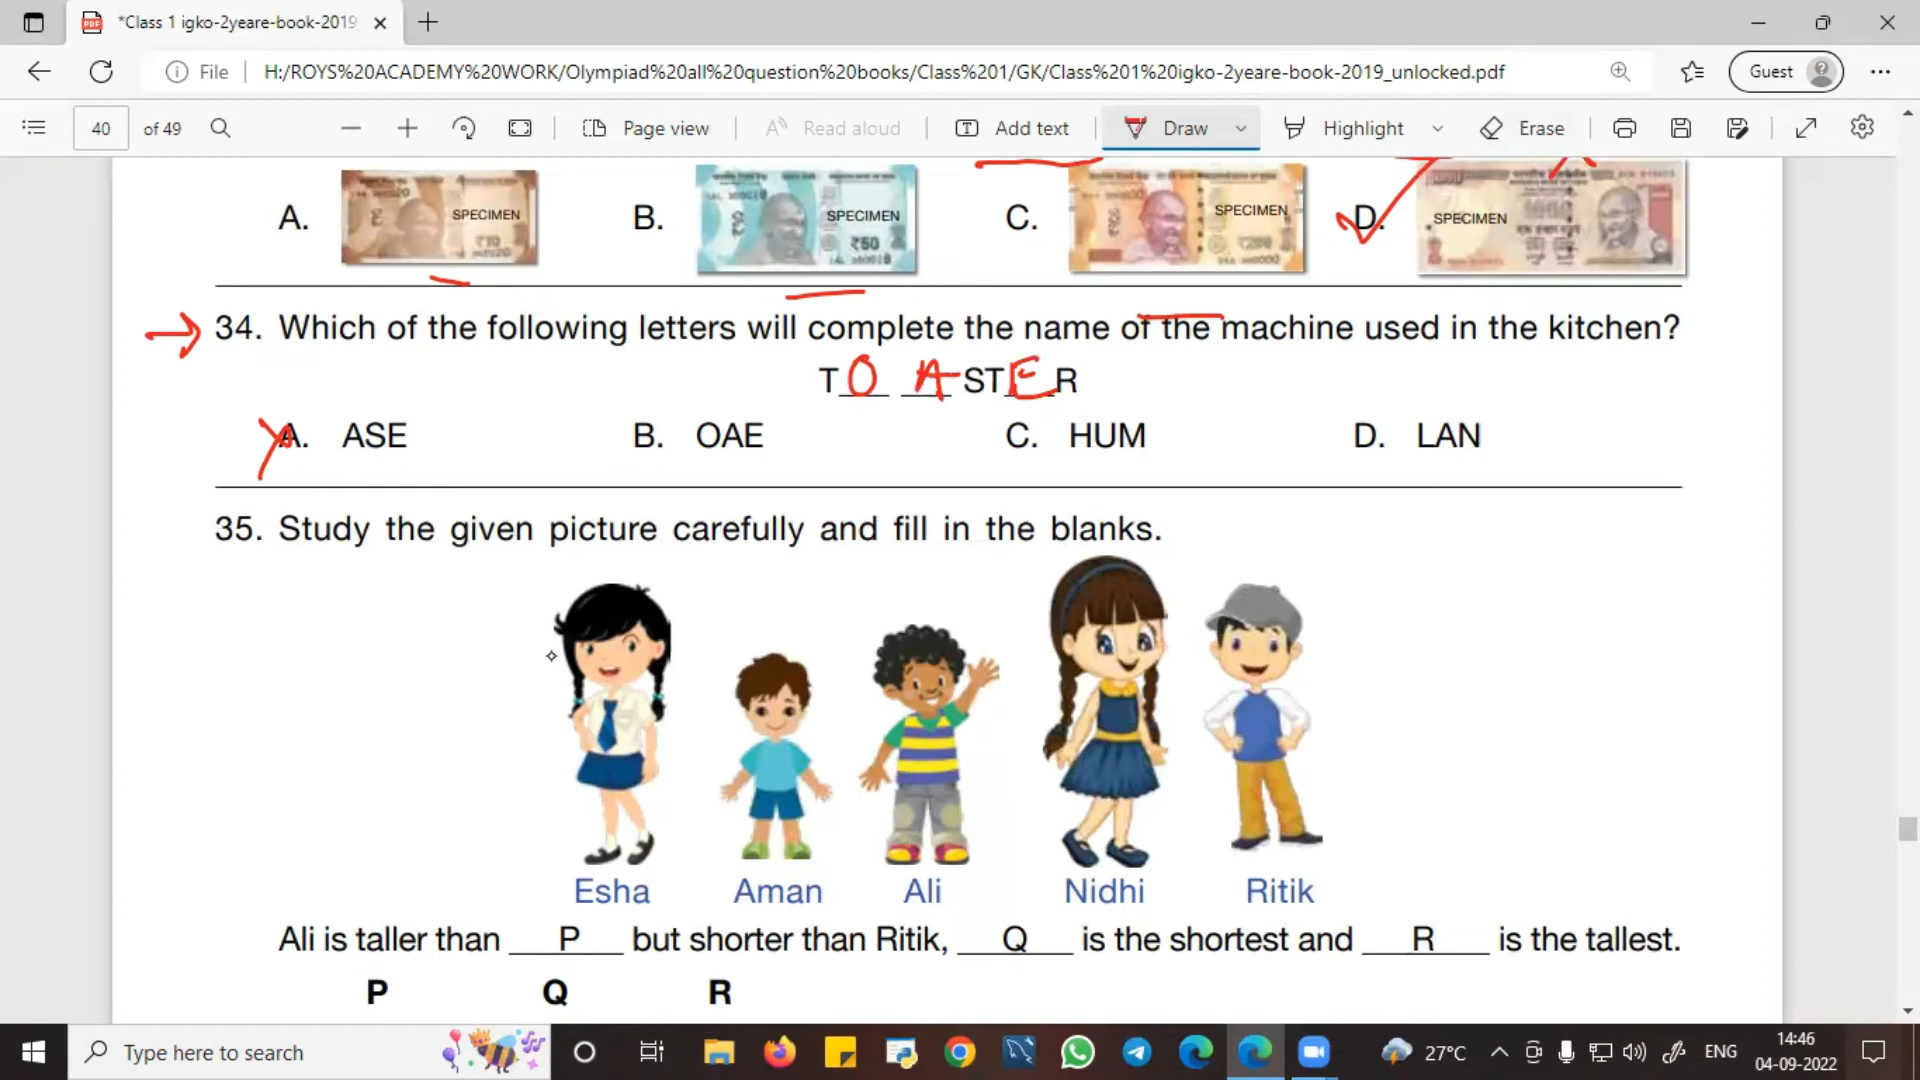 *Class 1 igko-2yeare-book-2019
File
H:/ROYS%20ACADEMY%20WORK/Olympiad%20all%20question%20books/Class%201/GK/Class%201%20igko-2yeare-book-2019_unlocked.pdf
Guest
40 of 49
Page view
Read aloud
Add text
Draw
Highlight
Erase
A. SPECIMEN ₹10
B. SPECIMEN ₹50
C. SPECIMEN ₹200
D. SPECIMEN
34. Which of the following letters will complete the name of the machine used in the kitchen?
T O A ST E R
A. ASE B. OAE C. HUM D. LAN
35. Study the given picture carefully and fill in the blanks.
Esha Aman Ali Nidhi Ritik
Ali is taller than P but shorter than Ritik, Q is the shortest and R is the tallest.
P Q R
Type here to search
27°C
ENG
14:46
04-09-2022